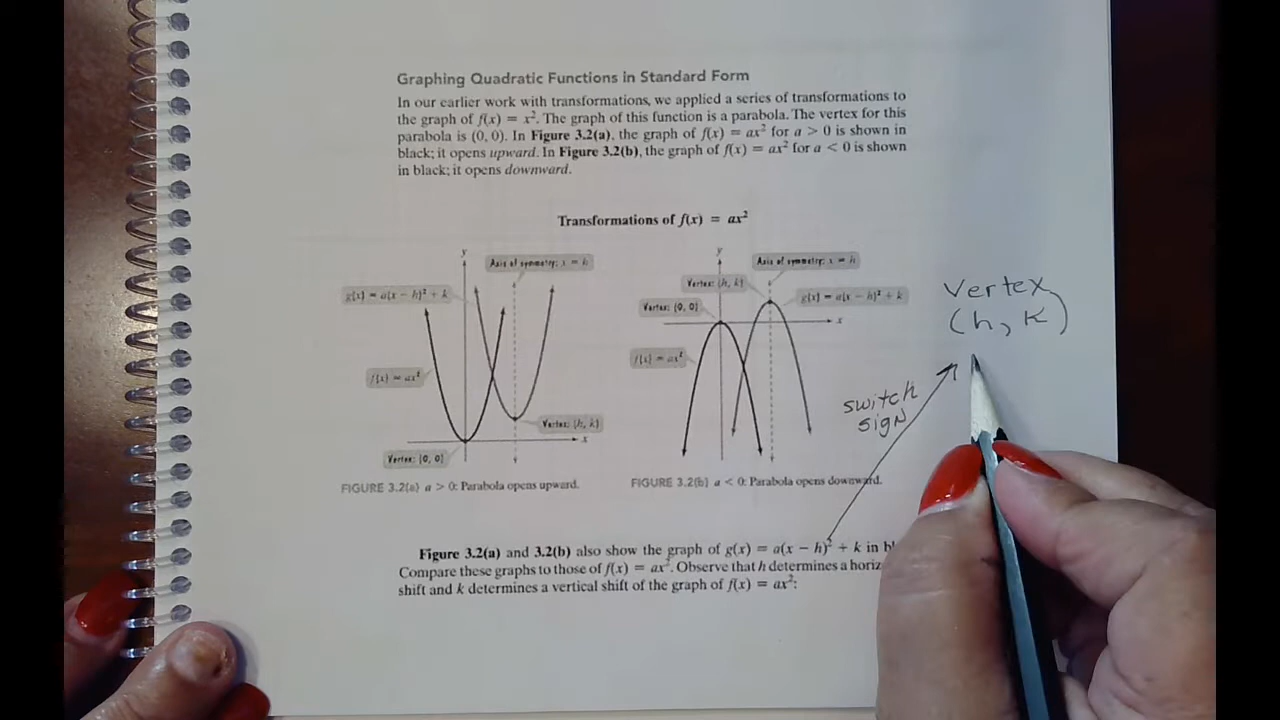 Graphing Quadratic Functions in Standard Form
In our earlier work with transformations, we applied a series of transformations to
the graph of f(x) = x². The graph of this function is a parabola. The vertex for this
parabola is (0, 0). In Figure 3.2(a), the graph of f(x) = ax² for a > 0 is shown in
black; it opens upward. In Figure 3.2(b), the graph of f(x) = ax² for a < 0 is shown
in black; it opens downward.
Transformations of f(x) = ax²
y
Axis of symmetry: x = h
g(x) = a(x − h)² + k
f(x) = ax²
Vertex: (h, k)
x
Vertex: (0, 0)
FIGURE 3.2(a) a > 0: Parabola opens upward.
y
Axis of symmetry: x = h
Vertex: (h, k)
g(x) = a(x − h)² + k
Vertex: (0, 0)
x
f(x) = ax²
FIGURE 3.2(b) a < 0: Parabola opens downward.
vertex
(h, k)
switch
sign
Figure 3.2(a) and 3.2(b) also show the graph of g(x) = a(x − h)² + k in
Compare these graphs to those of f(x) = ax². Observe that h determines a
shift and k determines a vertical shift of the graph of f(x) = ax²: